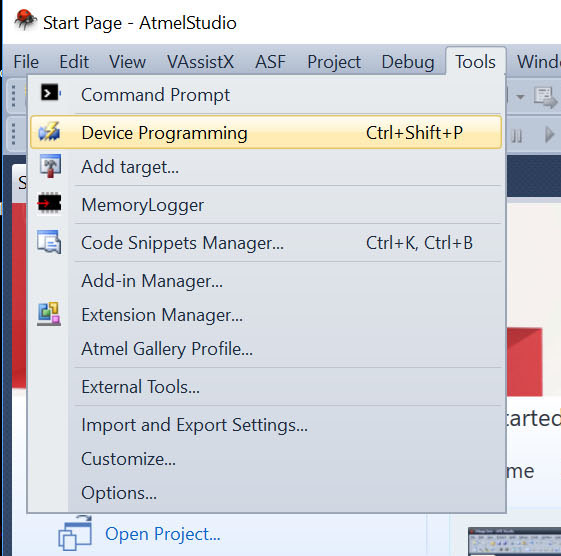 Start Page - AtmelStudio
File Edit View VAssistX ASF Project Debug Tools Windo
Command Prompt
Device Programming Ctrl+Shift+P
Add target...
MemoryLogger
Code Snippets Manager... Ctrl+K, Ctrl+B
Add-in Manager...
Extension Manager...
Atmel Gallery Profile...
External Tools...
Import and Export Settings...
tarted
Customize...
me
Options...
Open Project...